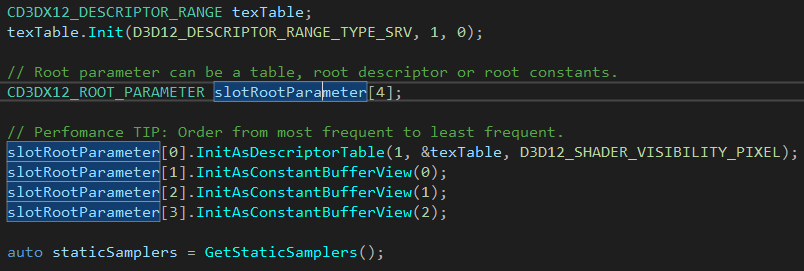 CD3DX12_DESCRIPTOR_RANGE texTable;
texTable.Init(D3D12_DESCRIPTOR_RANGE_TYPE_SRV, 1, 0);
// Root parameter can be a table, root descriptor or root constants.
CD3DX12_ROOT_PARAMETER slotRootParameter[4];
// Perfomance TIP: Order from most frequent to least frequent.
slotRootParameter[0].InitAsDescriptorTable(1, &texTable, D3D12_SHADER_VISIBILITY_PIXEL);
slotRootParameter[1].InitAsConstantBufferView(0);
slotRootParameter[2].InitAsConstantBufferView(1);
slotRootParameter[3].InitAsConstantBufferView(2);
auto staticSamplers = GetStaticSamplers();